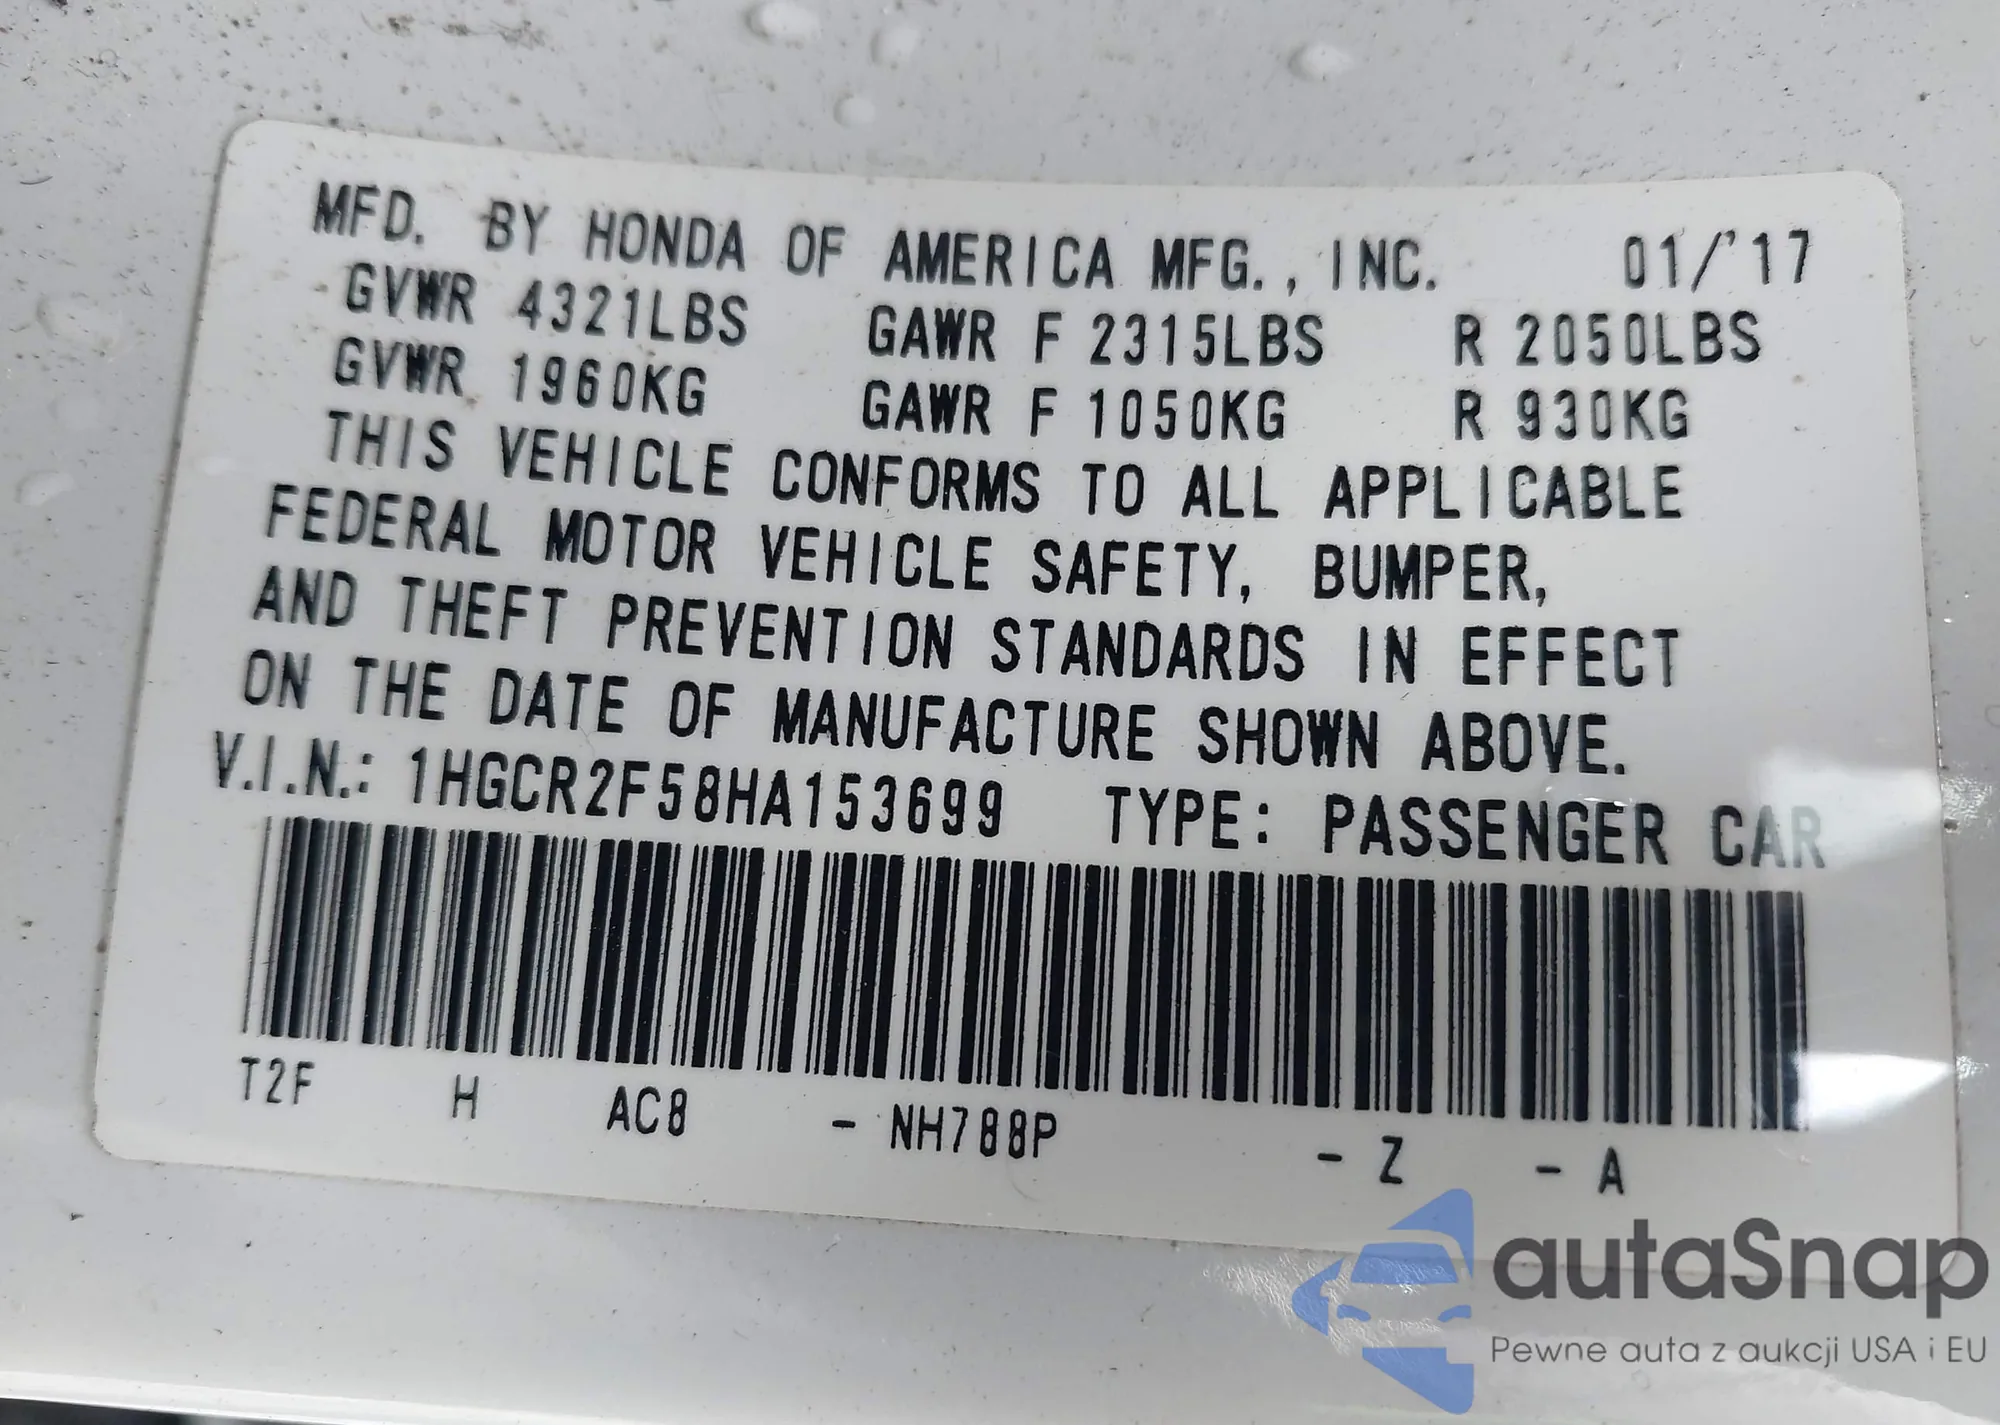 MFD. BY HONDA OF AMERICA MFG., INC. 01/'17
GVWR 4321LBS GAWR F 2315LBS R 2050LBS
GVWR 1960KG GAWR F 1050KG R 930KG
THIS VEHICLE CONFORMS TO ALL APPLICABLE
FEDERAL MOTOR VEHICLE SAFETY, BUMPER,
AND THEFT PREVENTION STANDARDS IN EFFECT
ON THE DATE OF MANUFACTURE SHOWN ABOVE.
V.I.N.: 1HGCR2F58HA153699 TYPE: PASSENGER CAR
T2F H AC8 - NH788P - Z - A
autaSnap
Pewne auta z aukcji USA i EU